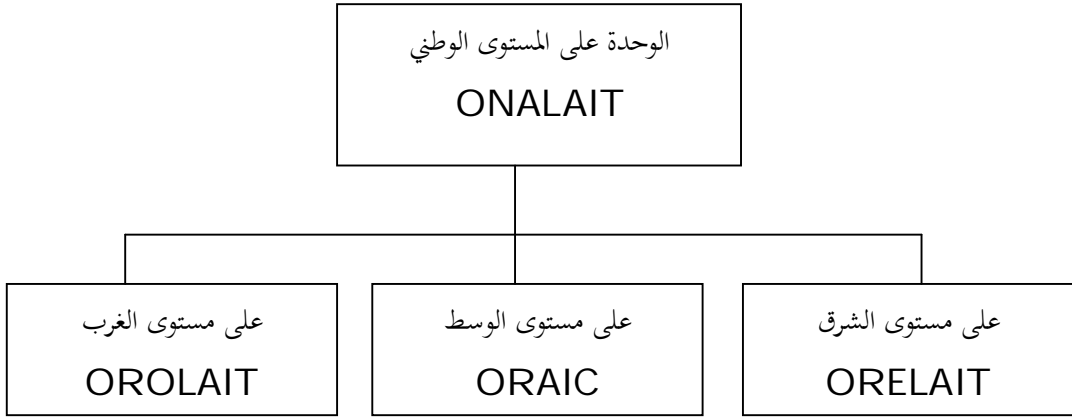 الوحدة على المستوى الوطني
ONALAIT
على مستوى الشرق
ORELAIT
على مستوى الوسط
ORAIC
على مستوى الغرب
OROLAIT